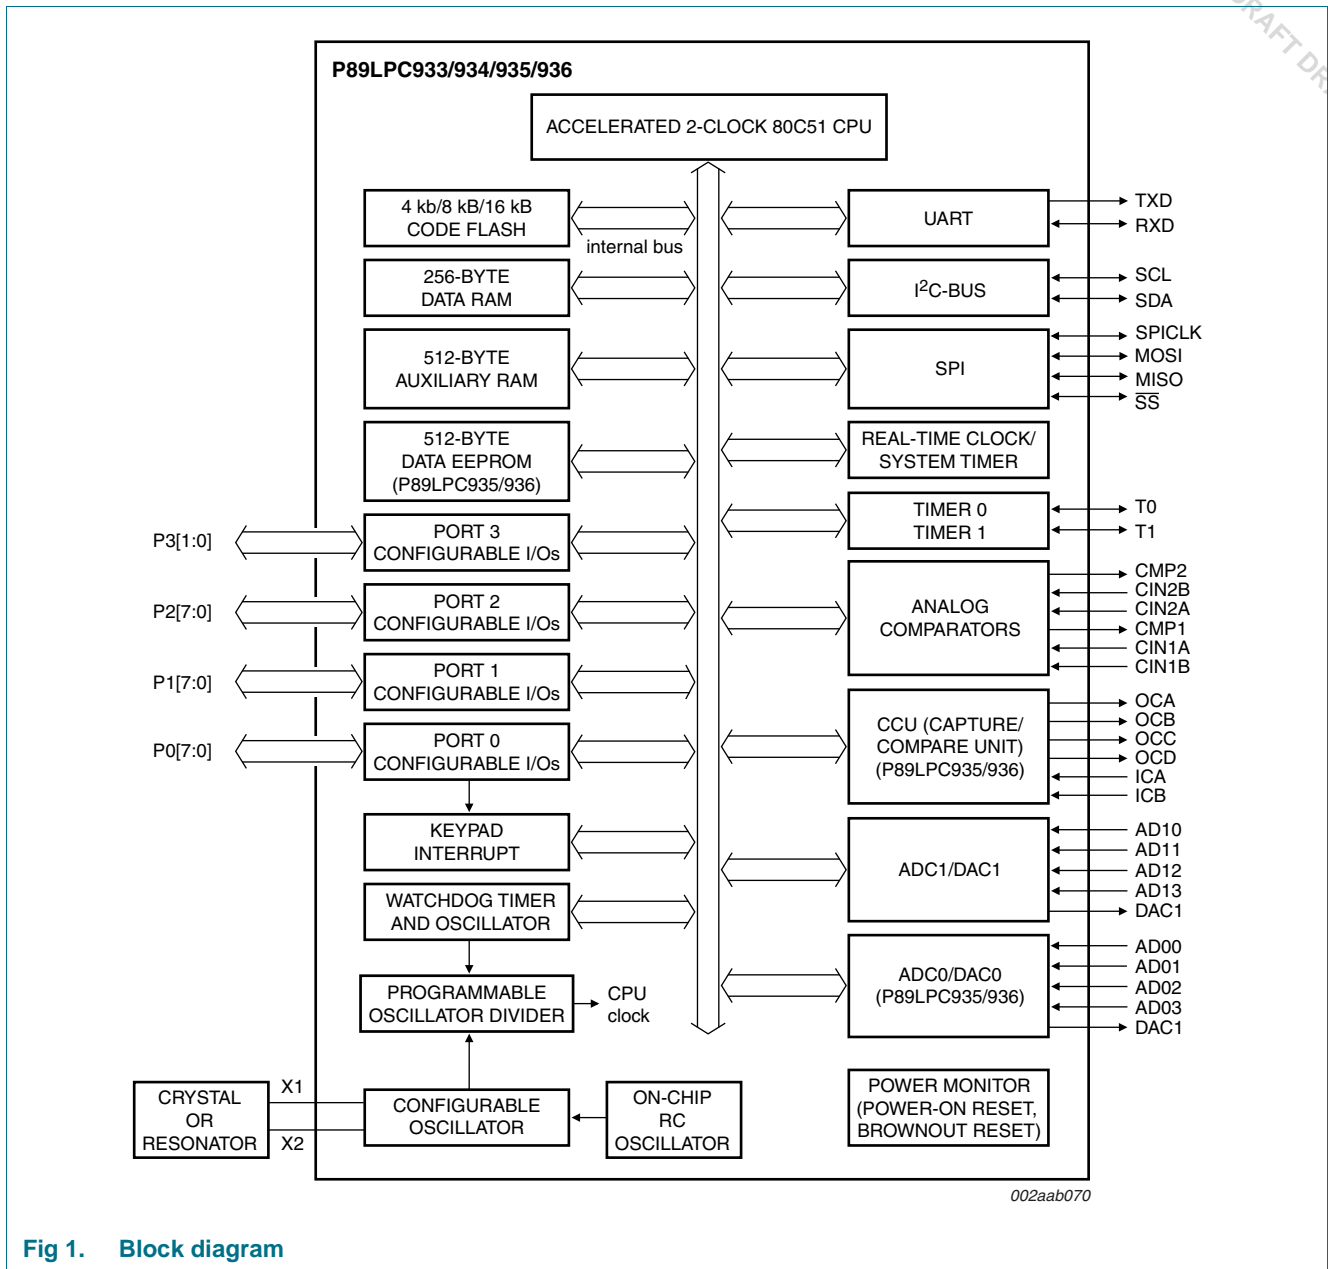 DRAFT DRA
P89LPC933/934/935/936
ACCELERATED 2-CLOCK 80C51 CPU
4 kb/8 kB/16 kB
CODE FLASH
internal bus
256-BYTE
DATA RAM
512-BYTE
AUXILIARY RAM
512-BYTE
DATA EEPROM
(P89LPC935/936)
P3[1:0]
PORT 3
CONFIGURABLE I/Os
P2[7:0]
PORT 2
CONFIGURABLE I/Os
P1[7:0]
PORT 1
CONFIGURABLE I/Os
P0[7:0]
PORT 0
CONFIGURABLE I/Os
KEYPAD
INTERRUPT
WATCHDOG TIMER
AND OSCILLATOR
PROGRAMMABLE
OSCILLATOR DIVIDER
CPU
clock
CRYSTAL
OR
RESONATOR
X1
X2
CONFIGURABLE
OSCILLATOR
ON-CHIP
RC
OSCILLATOR
UART
TXD
RXD
I²C-BUS
SCL
SDA
SPI
SPICLK
MOSI
MISO
S̅S̅
REAL-TIME CLOCK/
SYSTEM TIMER
TIMER 0
TIMER 1
T0
T1
ANALOG
COMPARATORS
CMP2
CIN2B
CIN2A
CMP1
CIN1A
CIN1B
CCU (CAPTURE/
COMPARE UNIT)
(P89LPC935/936)
OCA
OCB
OCC
OCD
ICA
ICB
ADC1/DAC1
AD10
AD11
AD12
AD13
DAC1
ADC0/DAC0
(P89LPC935/936)
AD00
AD01
AD02
AD03
DAC1
POWER MONITOR
(POWER-ON RESET,
BROWNOUT RESET)
002aab070
Fig 1. Block diagram